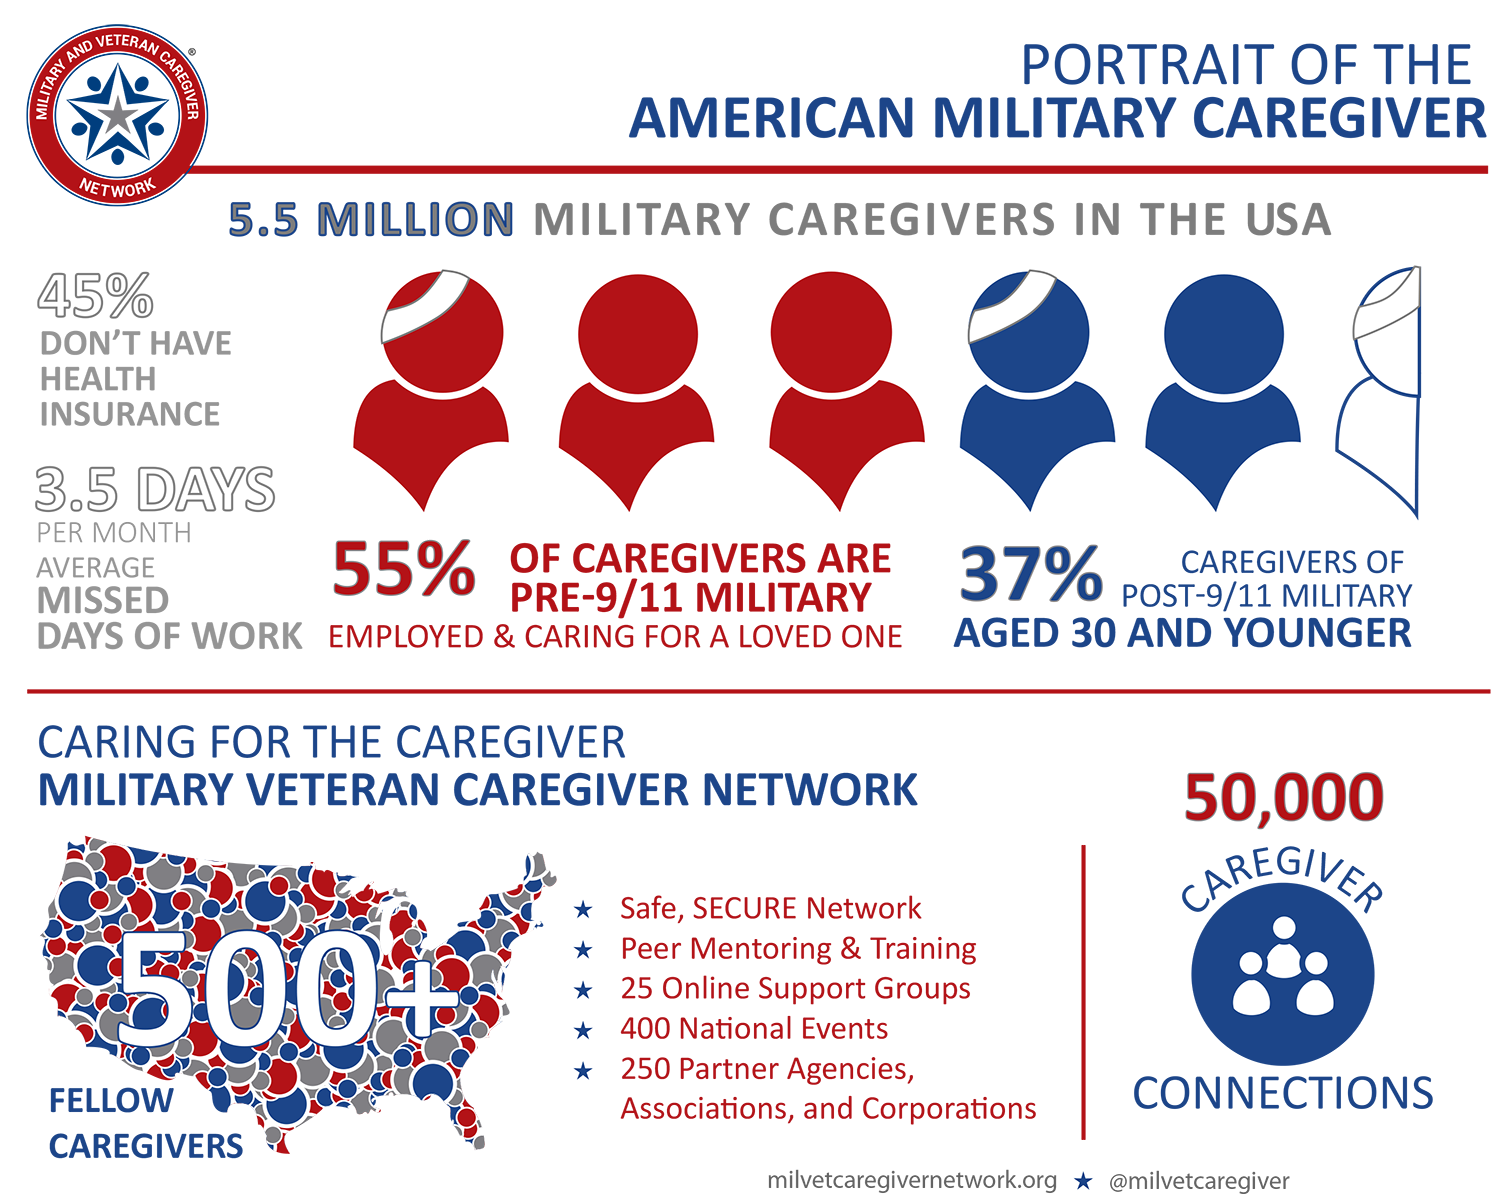 MILITARY AND VETERAN CAREGIVER
NETWORK
®
PORTRAIT OF THE
AMERICAN MILITARY CAREGIVER
5.5 MILLION MILITARY CAREGIVERS IN THE USA
45%
DON'T HAVE
HEALTH
INSURANCE
3.5 DAYS
PER MONTH
AVERAGE
MISSED
DAYS OF WORK
55% OF CAREGIVERS ARE
PRE-9/11 MILITARY
EMPLOYED & CARING FOR A LOVED ONE
37% CAREGIVERS OF
POST-9/11 MILITARY
AGED 30 AND YOUNGER
CARING FOR THE CAREGIVER
MILITARY VETERAN CAREGIVER NETWORK
500+
FELLOW
CAREGIVERS
★ Safe, SECURE Network
★ Peer Mentoring & Training
★ 25 Online Support Groups
★ 400 National Events
★ 250 Partner Agencies,
Associations, and Corporations
50,000
CAREGIVER
CONNECTIONS
milvetcaregivernetwork.org ★ @milvetcaregiver